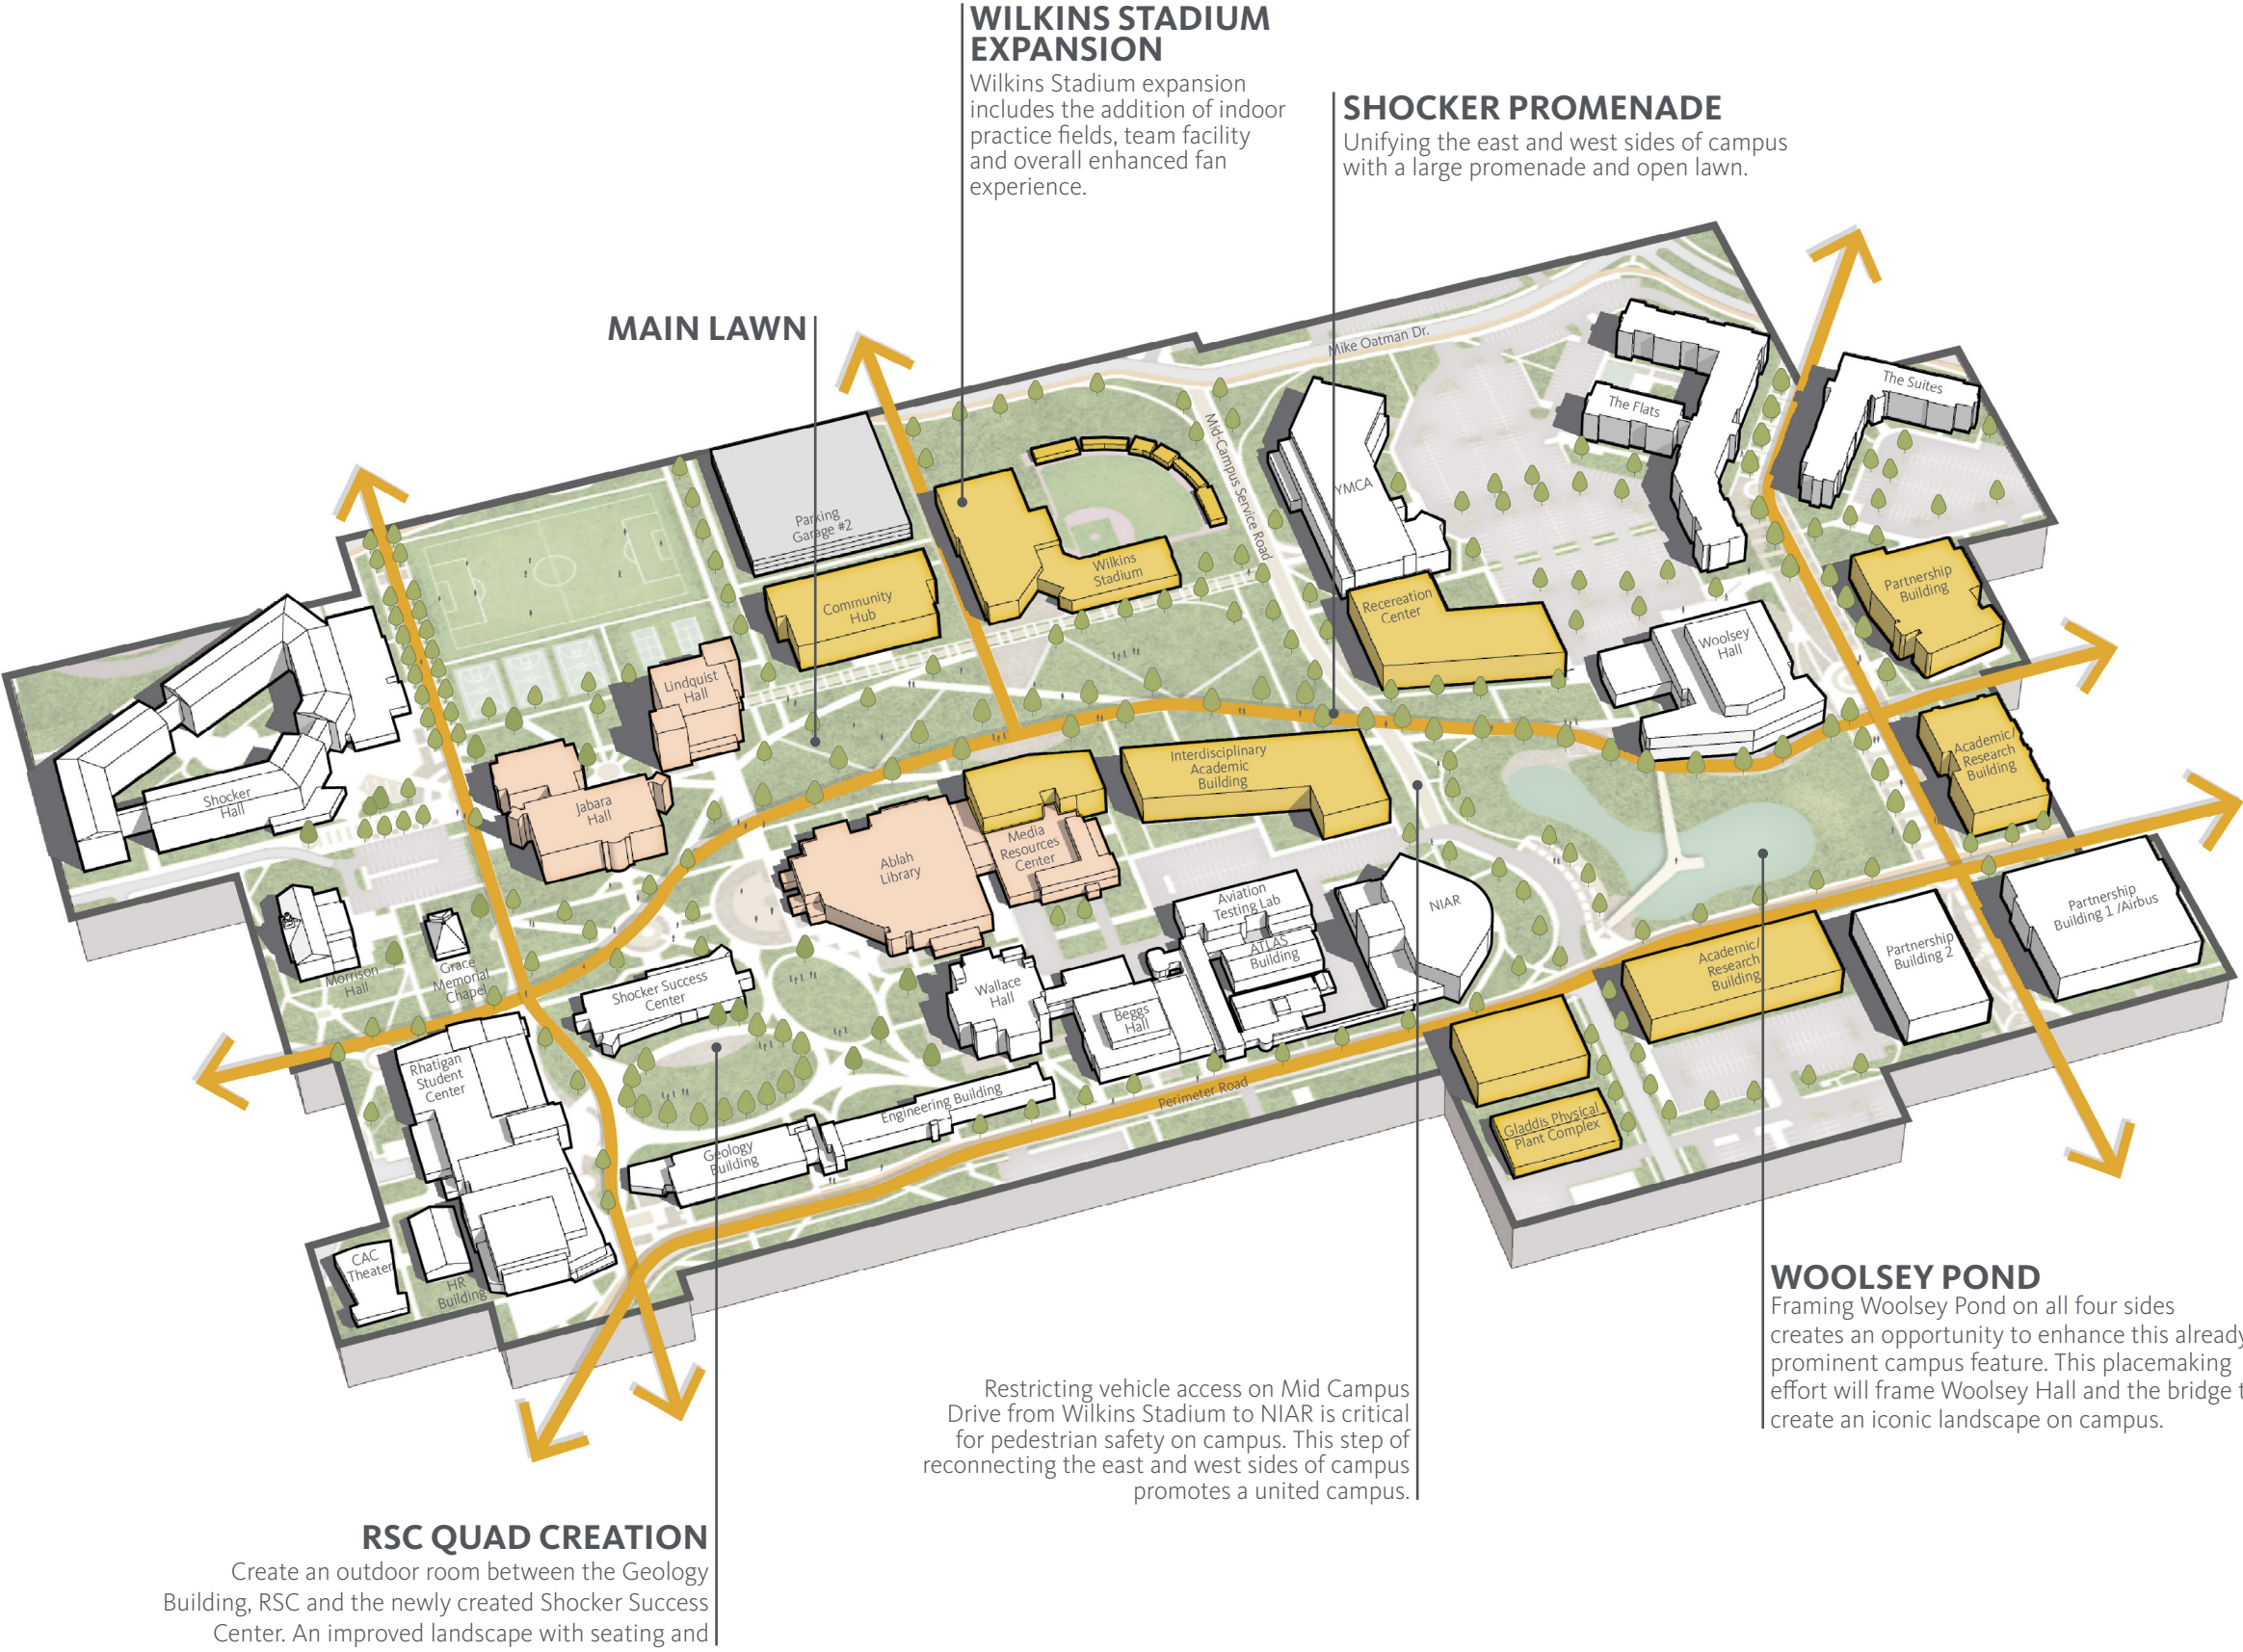 WILKINS STADIUM
EXPANSION
Wilkins Stadium expansion
includes the addition of indoor
practice fields, team facility
and overall enhanced fan
experience.
SHOCKER PROMENADE
Unifying the east and west sides of campus
with a large promenade and open lawn.
MAIN LAWN
Mike Oatman Dr.
The Suites
The Flats
Mid-Campus Service Road
YMCA
Parking
Garage #2
Wilkins
Stadium
Community
Hub
Recereation
Center
Partnership
Building
Woolsey
Hall
Lindquist
Hall
Academic/
Research
Building
Interdisciplinary
Academic
Building
Shocker
Hall
Jabara
Hall
Media
Resources
Center
Ablah
Library
Aviation
Testing Lab
NIAR
Partnership
Building 1 /Airbus
ATLAS
Building
Academic/
Research
Building
Partnership
Building 2
Morrison
Hall
Grace
Memorial
Chapel
Shocker Success
Center
Wallace
Hall
Beggs
Hall
Rhatigan
Student
Center
Engineering Building
Perimeter Road
Gladdis Physical
Plant Complex
Geology
Building
CAC
Theater
HR
Building
WOOLSEY POND
Framing Woolsey Pond on all four sides
creates an opportunity to enhance this already
prominent campus feature. This placemaking
effort will frame Woolsey Hall and the bridge t
create an iconic landscape on campus.
Restricting vehicle access on Mid Campus
Drive from Wilkins Stadium to NIAR is critical
for pedestrian safety on campus. This step of
reconnecting the east and west sides of campus
promotes a united campus.
RSC QUAD CREATION
Create an outdoor room between the Geology
Building, RSC and the newly created Shocker Success
Center. An improved landscape with seating and